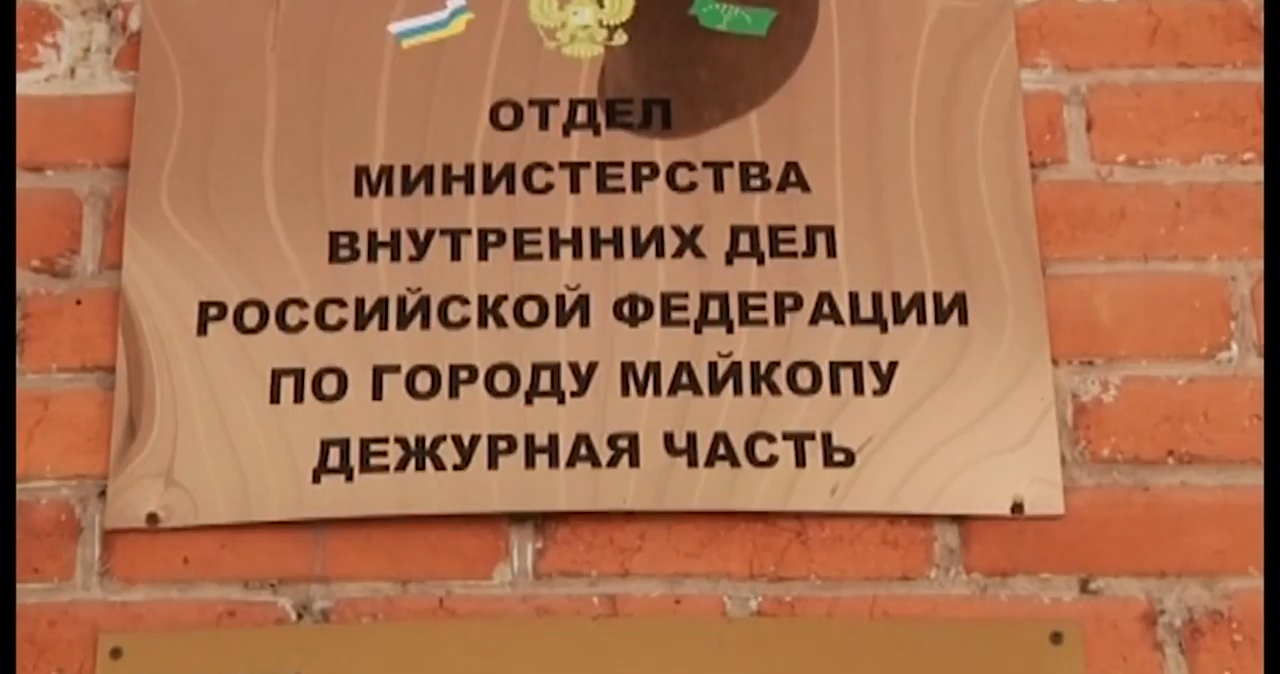 ОТДЕЛ
МИНИСТЕРСТВА
ВНУТРЕННИХ ДЕЛ
РОССИЙСКОЙ ФЕДЕРАЦИИ
ПО ГОРОДУ МАЙКОПУ
ДЕЖУРНАЯ ЧАСТЬ